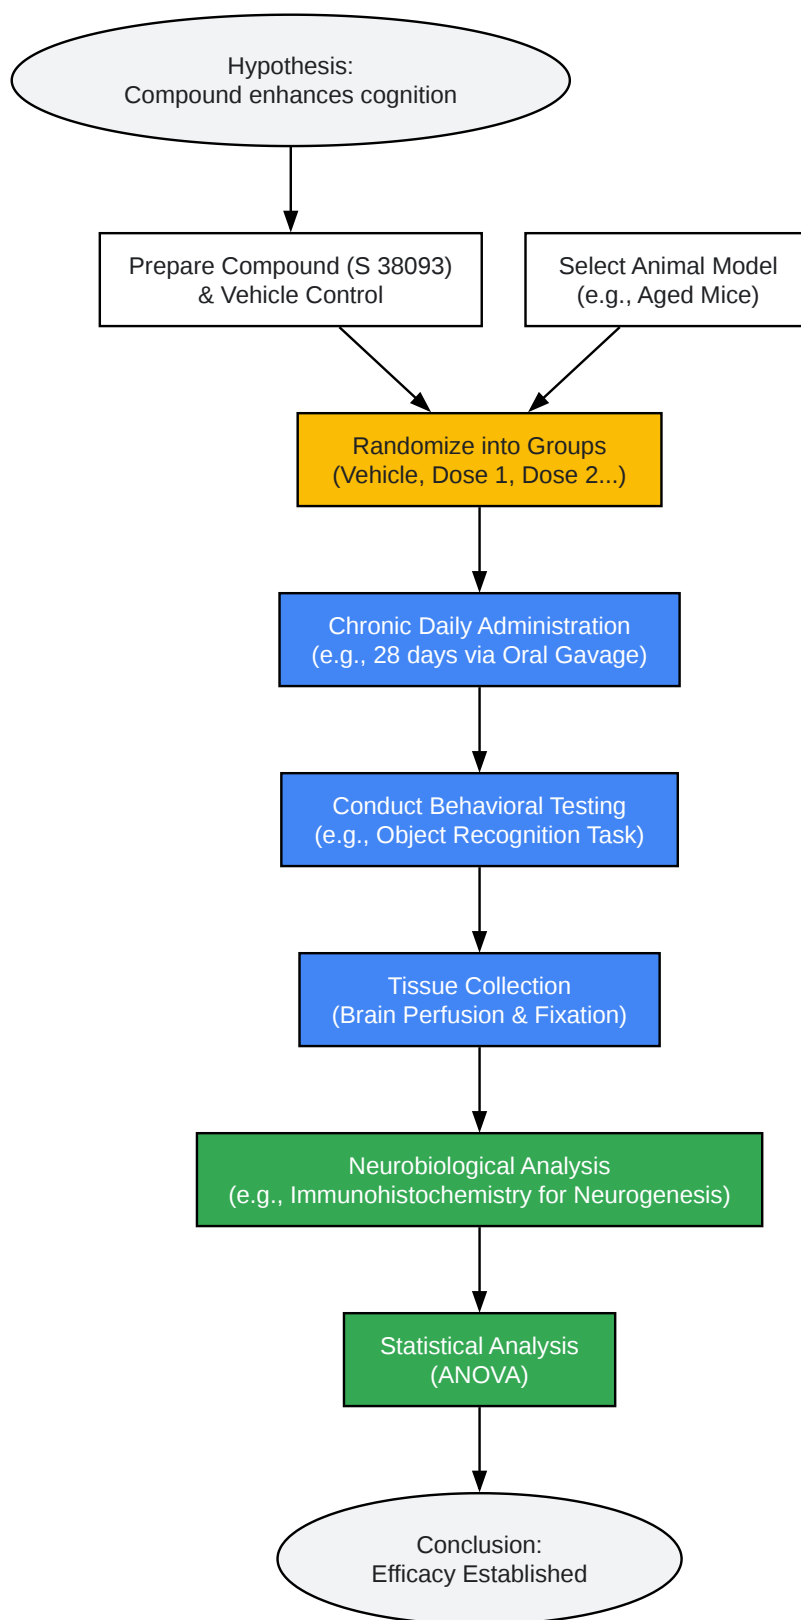 Hypothesis:
Compound enhances cognition
Prepare Compound (S 38093)
& Vehicle Control
Select Animal Model
(e.g., Aged Mice)
Randomize into Groups
(Vehicle, Dose 1, Dose 2...)
Chronic Daily Administration
(e.g., 28 days via Oral Gavage)
Conduct Behavioral Testing
(e.g., Object Recognition Task)
Tissue Collection
(Brain Perfusion & Fixation)
Neurobiological Analysis
(e.g., Immunohistochemistry for Neurogenesis)
Statistical Analysis
(ANOVA)
Conclusion:
Efficacy Established